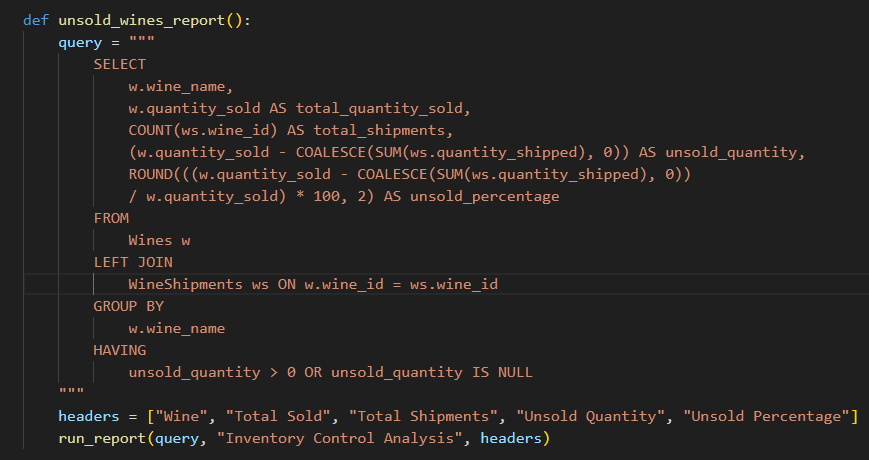 def unsold_wines_report():
    query = """
        SELECT
            w.wine_name,
            w.quantity_sold AS total_quantity_sold,
            COUNT(ws.wine_id) AS total_shipments,
            (w.quantity_sold - COALESCE(SUM(ws.quantity_shipped), 0)) AS unsold_quantity,
            ROUND(((w.quantity_sold - COALESCE(SUM(ws.quantity_shipped), 0))
            / w.quantity_sold) * 100, 2) AS unsold_percentage
        FROM
            Wines w
        LEFT JOIN
            WineShipments ws ON w.wine_id = ws.wine_id
        GROUP BY
            w.wine_name
        HAVING
            unsold_quantity > 0 OR unsold_quantity IS NULL
    """
    headers = ["Wine", "Total Sold", "Total Shipments", "Unsold Quantity", "Unsold Percentage"]
    run_report(query, "Inventory Control Analysis", headers)